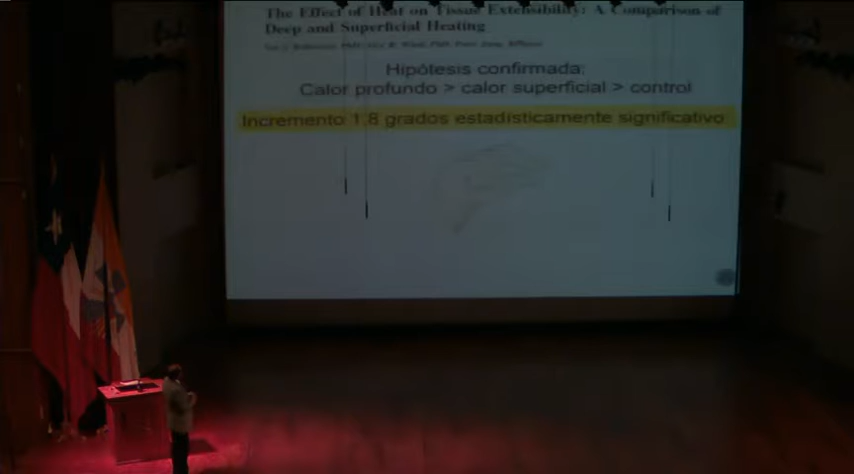 The Effect of Heat on Tissue Extensibility: A Comparison of
Deep and Superficial Heating
Hipótesis confirmada:
Calor profundo > calor superficial > control
Incremento 1,8 grados estadísticamente significativo